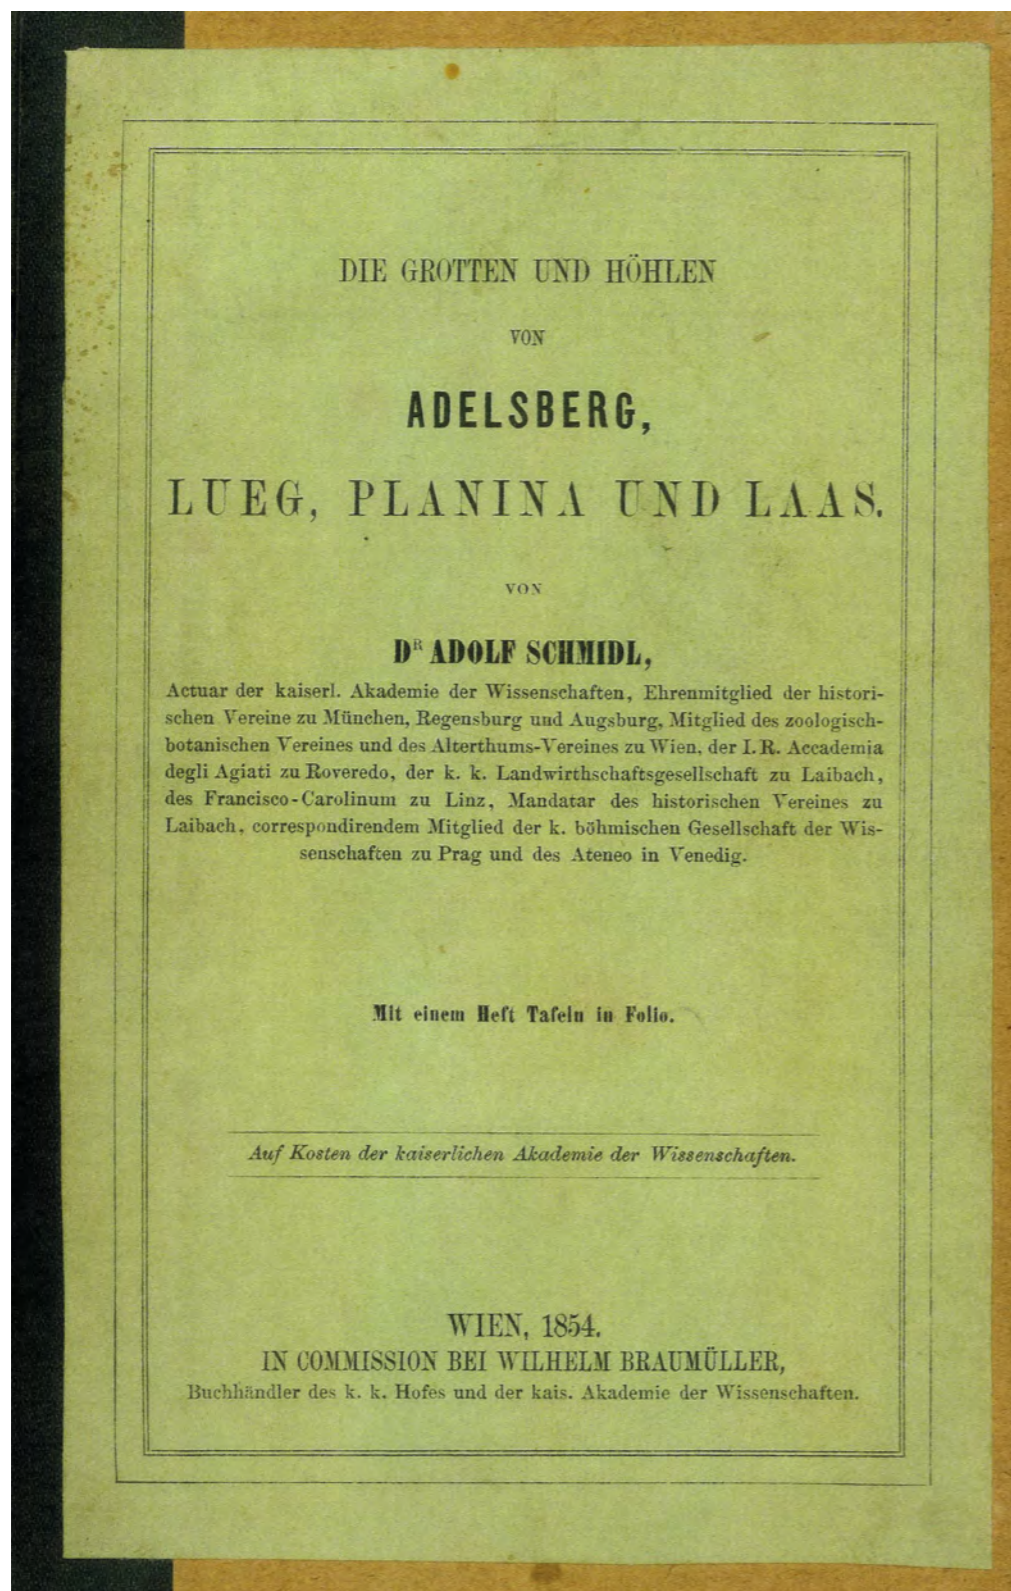 DIE GROTTEN UND HÖHLEN
VON
ADELSBERG,
LUEG, PLANINA UND LAAS.
VON
DR ADOLF SCHMIDL,
Actuar der kaiserl. Akademie der Wissenschaften, Ehrenmitglied der histori-
schen Vereine zu München, Regensburg und Augsburg, Mitglied des zoologisch-
botanischen Vereines und des Alterthums-Vereines zu Wien, der I. R. Accademia
degli Agiati zu Roveredo, der k. k. Landwirthschaftsgesellschaft zu Laibach,
des Francisco-Carolinum zu Linz, Mandatar des historischen Vereines zu
Laibach, correspondirendem Mitglied der k. böhmischen Gesellschaft der Wis-
senschaften zu Prag und des Ateneo in Venedig.
Mit einem Heft Tafeln in Folio.
Auf Kosten der kaiserlichen Akademie der Wissenschaften.
WIEN, 1854.
IN COMMISSION BEI WILHELM BRAUMÜLLER,
Buchhändler des k. k. Hofes und der kais. Akademie der Wissenschaften.